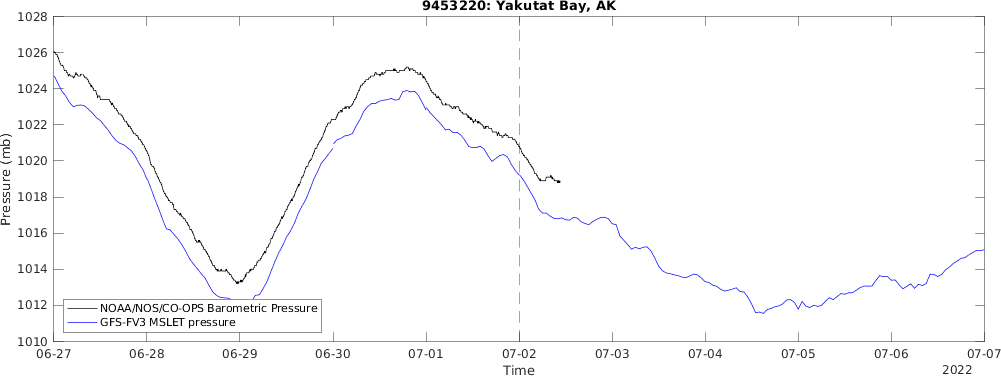 9453220: Yakutat Bay, AK
Pressure (mb)
1028
1026
1024
1022
1020
1018
1016
1014
1012
1010
NOAA/NOS/CO-OPS Barometric Pressure
GFS-FV3 MSLET pressure
06-27 06-28 06-29 06-30 07-01 07-02 07-03 07-04 07-05 07-06 07-07
Time
2022